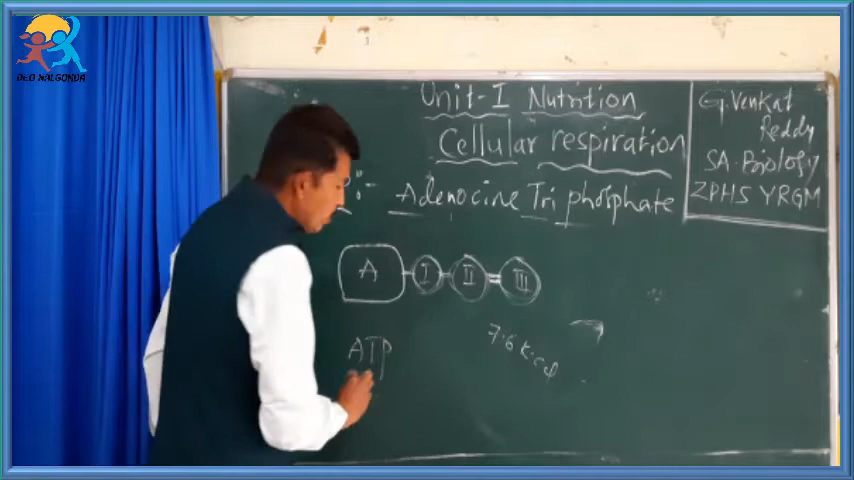 DEO NALGONDA
Unit-I Nutrition
Cellular respiration
:- Adenocine Tri phosphate
G. Venkat
Reddy
SA. Biology
ZPHS YRGM
A I II III
7.6 K.cal
ATP